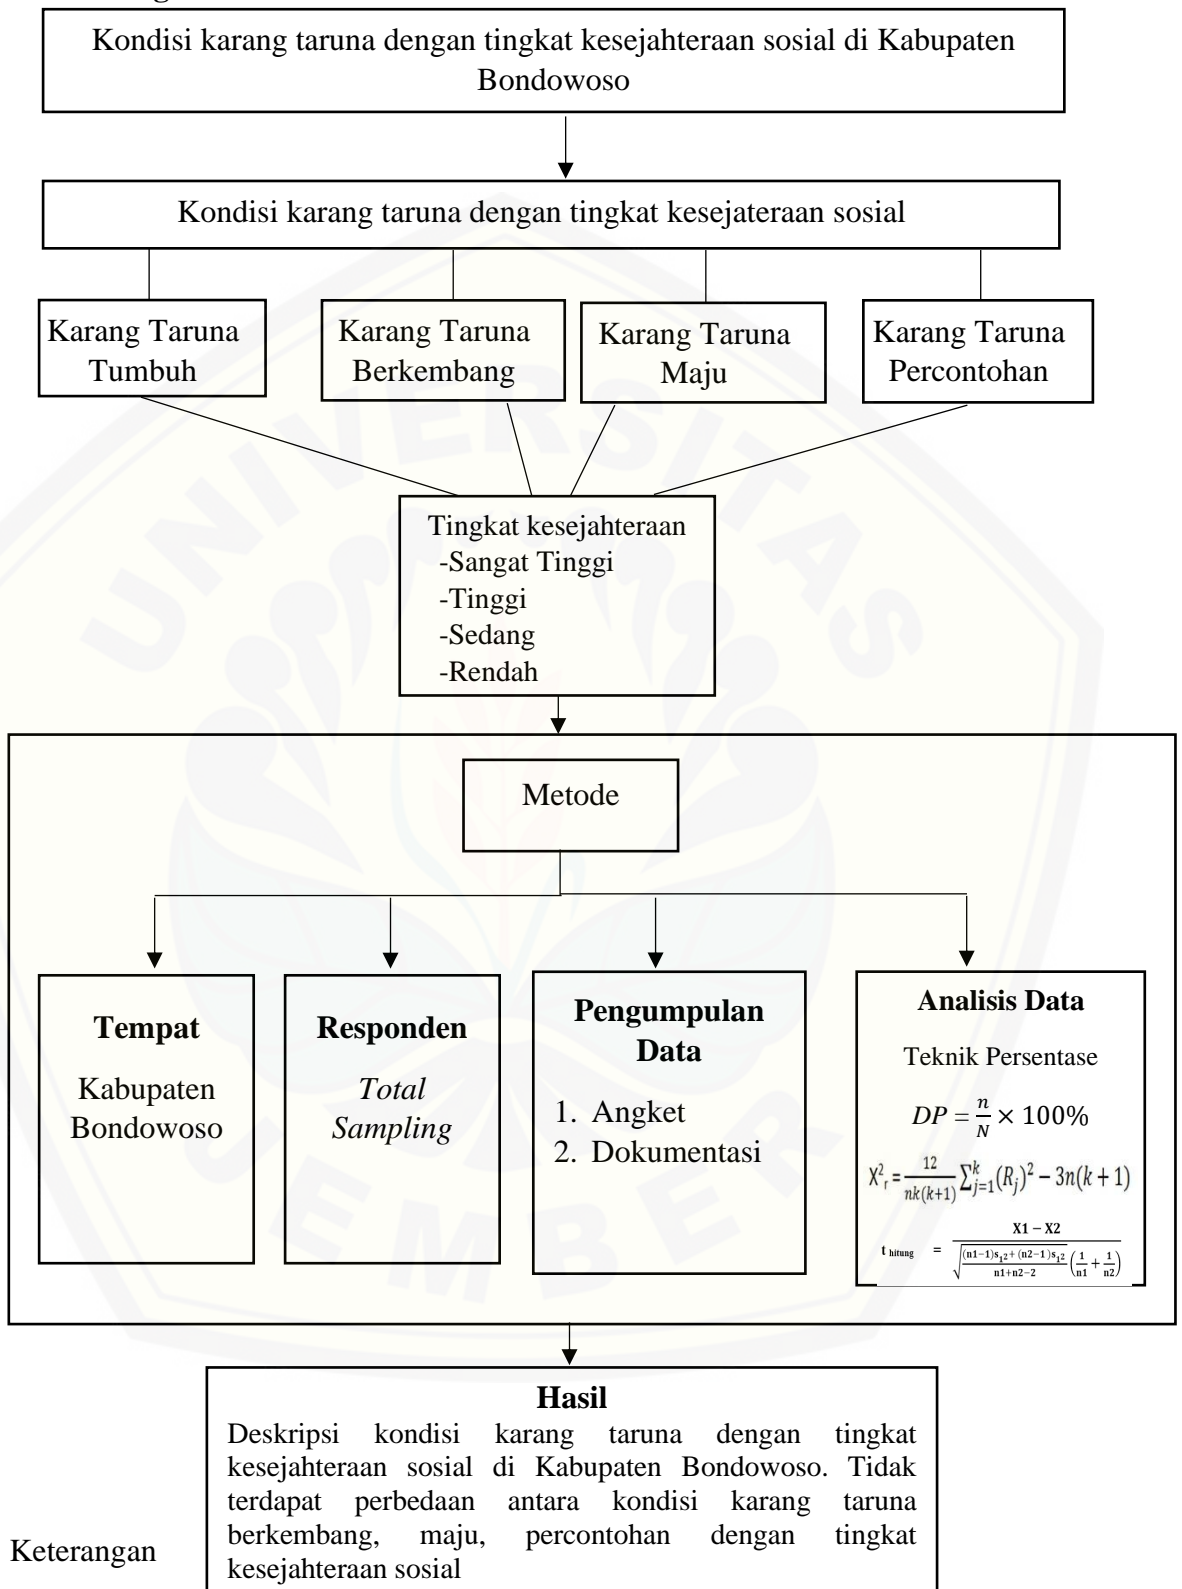 Kondisi karang taruna dengan tingkat kesejahteraan sosial di Kabupaten
Bondowoso
Kondisi karang taruna dengan tingkat kesejateraan sosial
Karang Taruna
Tumbuh
Karang Taruna
Berkembang
Karang Taruna
Maju
Karang Taruna
Percontohan
Tingkat kesejahteraan
-Sangat Tinggi
-Tinggi
-Sedang
-Rendah
Metode
Tempat
Kabupaten
Bondowoso
Responden
Total
Sampling
Pengumpulan
Data
1. Angket
2. Dokumentasi
Analisis Data
Teknik Persentase
DP = n/N × 100%
X²r = 12/nk(k+1) ∑ᵏj=1(Rj)² − 3n(k + 1)
t hitung = X1 − X2 / √ (n1−1)s₁2 + (n2−1)s₁2 / n1+n2−2 (1/n1 + 1/n2)
Hasil
Deskripsi kondisi karang taruna dengan tingkat
kesejahteraan sosial di Kabupaten Bondowoso. Tidak
terdapat perbedaan antara kondisi karang taruna
berkembang, maju, percontohan dengan tingkat
kesejahteraan sosial
Keterangan
UNIVERSITAS
JEMBER